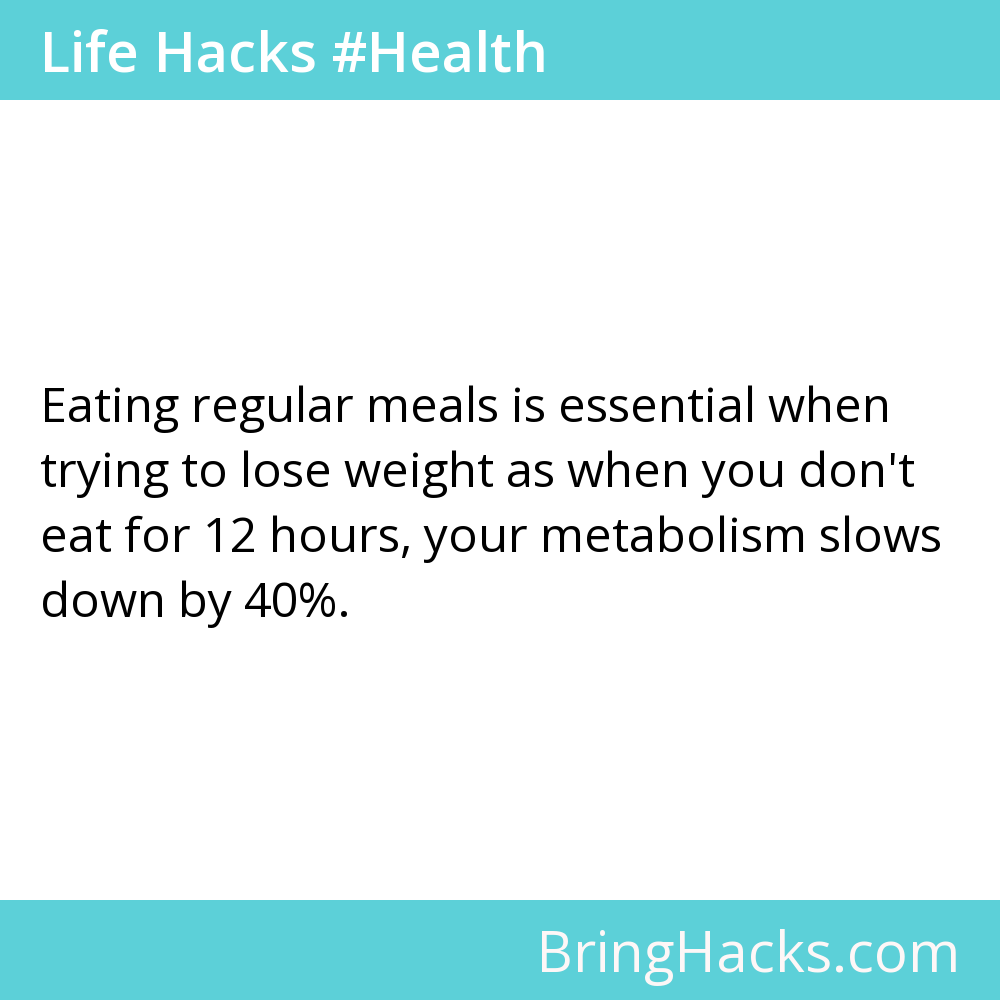 Life Hacks #Health
Eating regular meals is essential when
trying to lose weight as when you don't
eat for 12 hours, your metabolism slows
down by 40%.
BringHacks.com